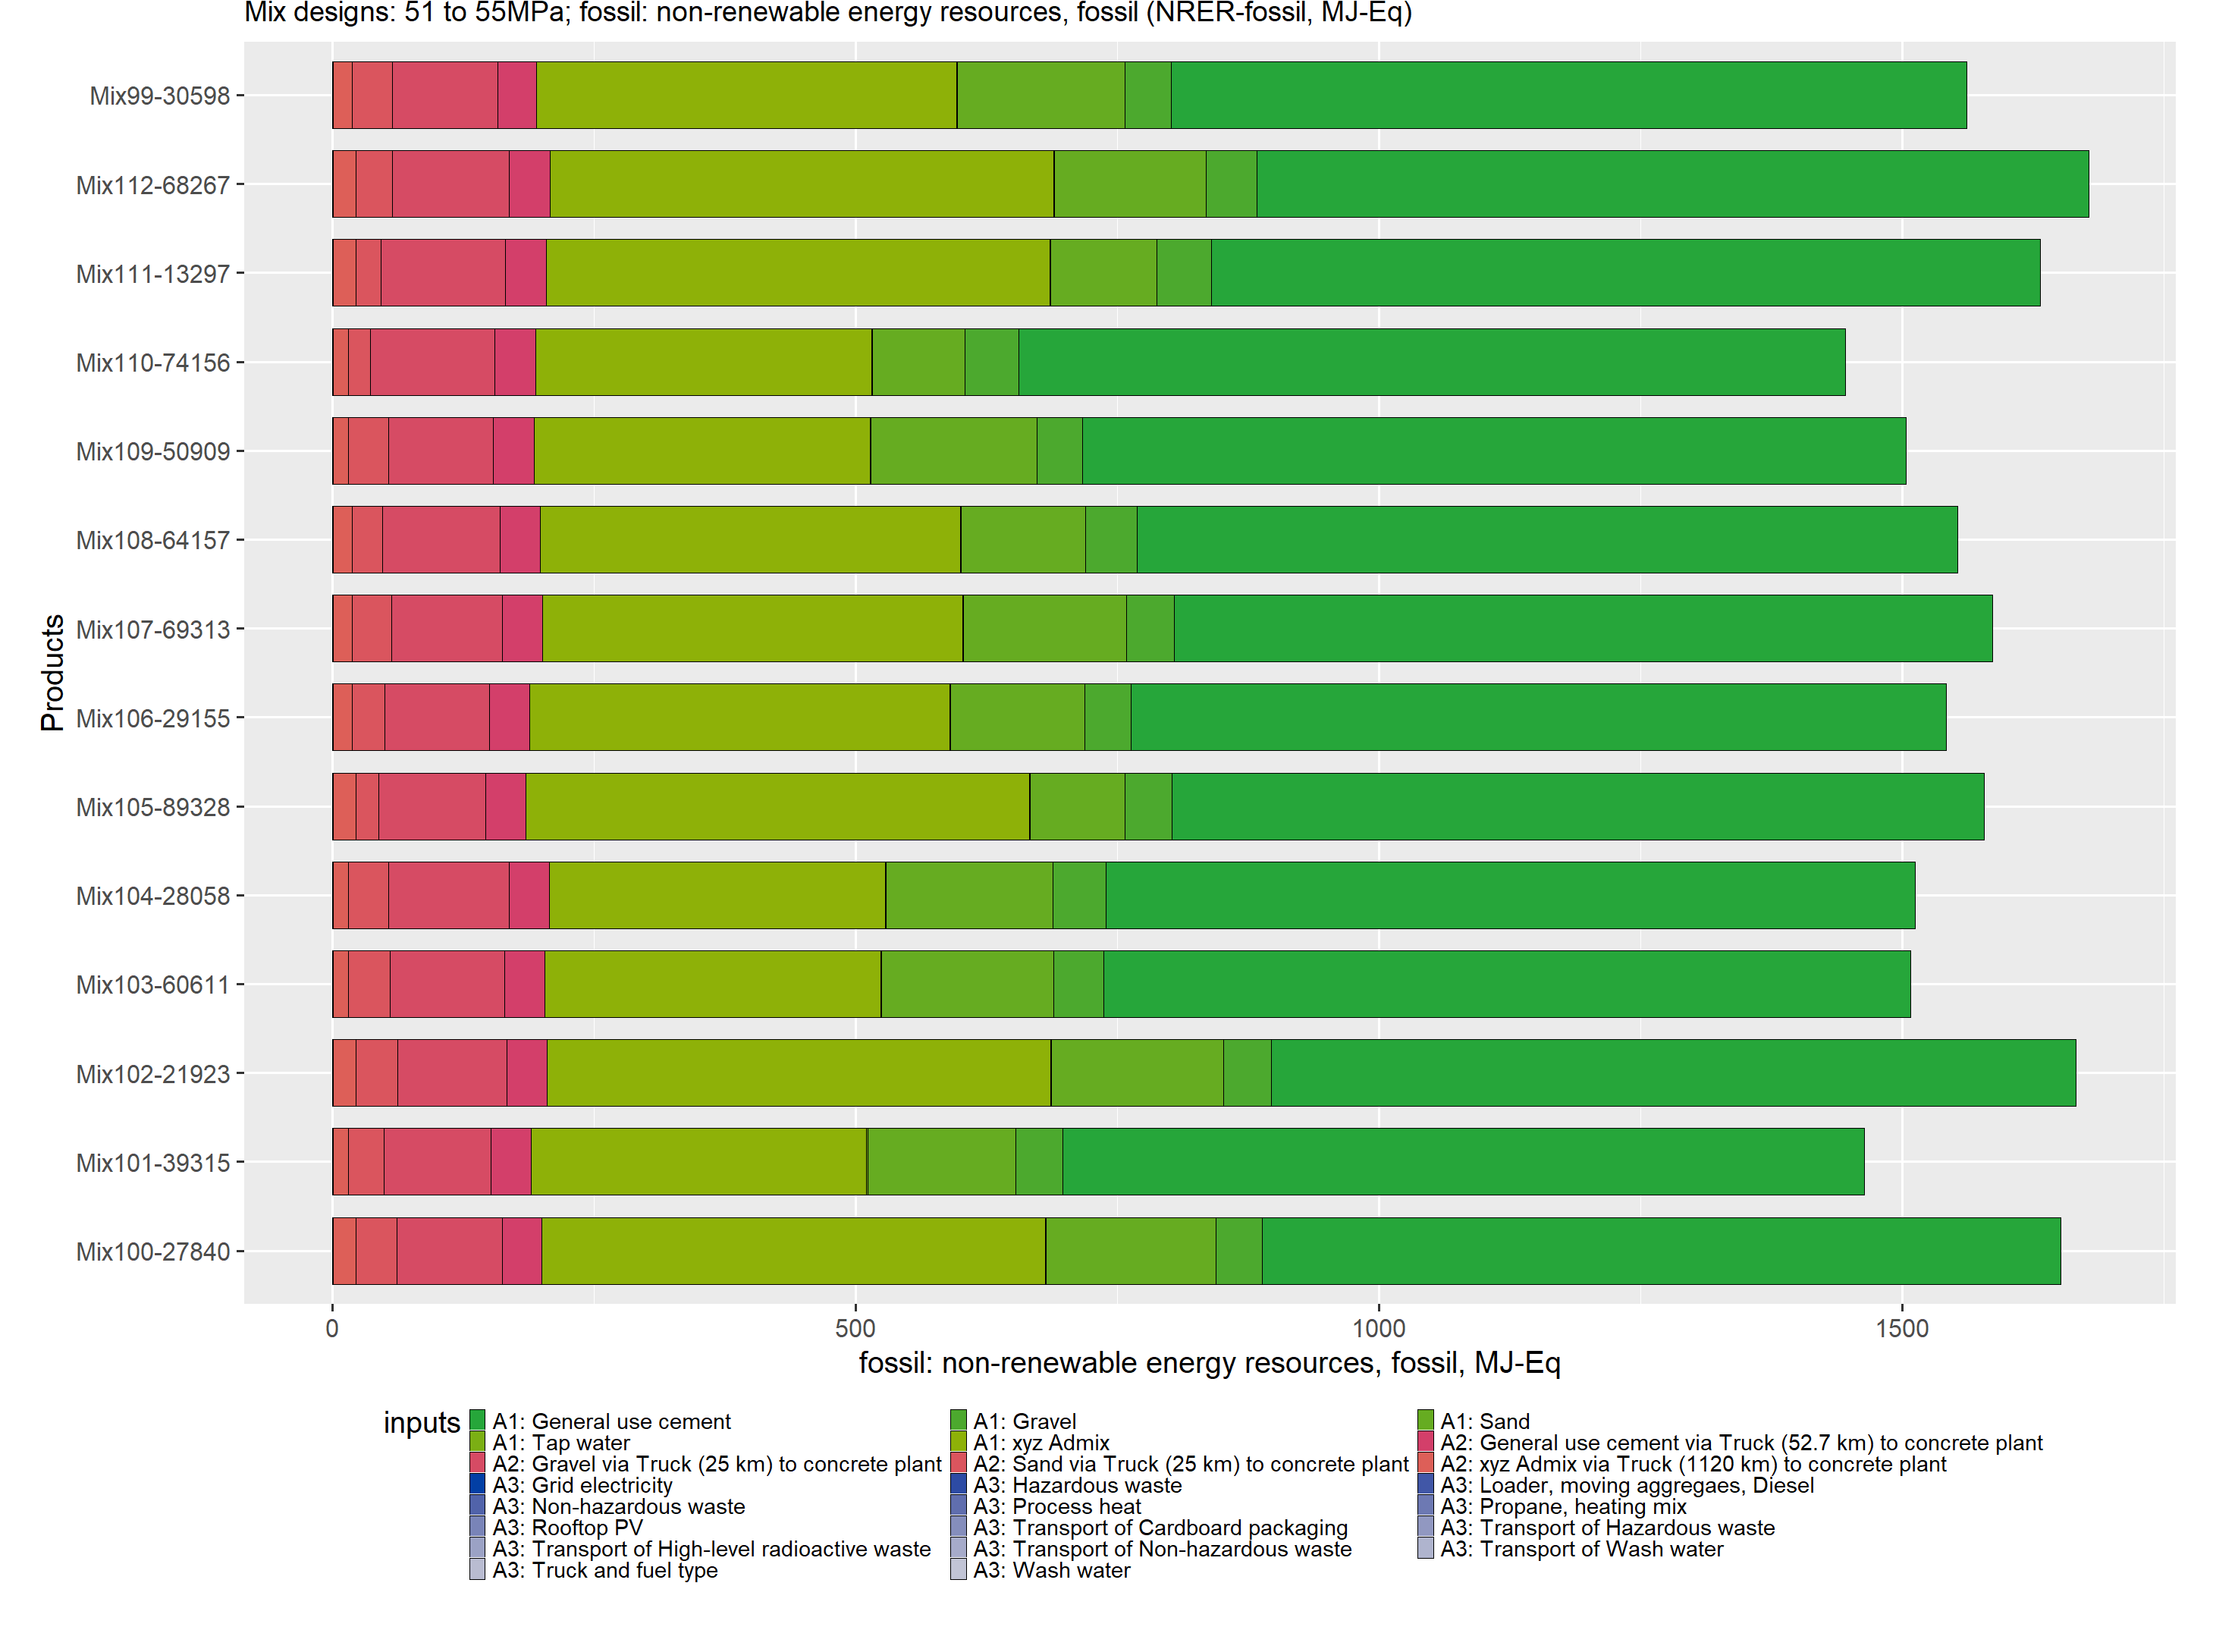 Mix designs: 51 to 55MPa; fossil: non-renewable energy resources, fossil (NRER-fossil, MJ-Eq)
Mix99-30598
Mix112-68267
Mix111-13297
Mix110-74156
Mix109-50909
Mix108-64157
Mix107-69313
Mix106-29155
Mix105-89328
Mix104-28058
Mix103-60611
Mix102-21923
Mix101-39315
Mix100-27840
Products
0 500 1000 1500
fossil: non-renewable energy resources, fossil, MJ-Eq
inputs
A1: General use cement A1: Gravel A1: Sand
A1: Tap water A1: xyz Admix A2: General use cement via Truck (52.7 km) to concrete plant
A2: Gravel via Truck (25 km) to concrete plant A2: Sand via Truck (25 km) to concrete plant A2: xyz Admix via Truck (1120 km) to concrete plant
A3: Grid electricity A3: Hazardous waste A3: Loader, moving aggregaes, Diesel
A3: Non-hazardous waste A3: Process heat A3: Propane, heating mix
A3: Rooftop PV A3: Transport of Cardboard packaging A3: Transport of Hazardous waste
A3: Transport of High-level radioactive waste A3: Transport of Non-hazardous waste A3: Transport of Wash water
A3: Truck and fuel type A3: Wash water